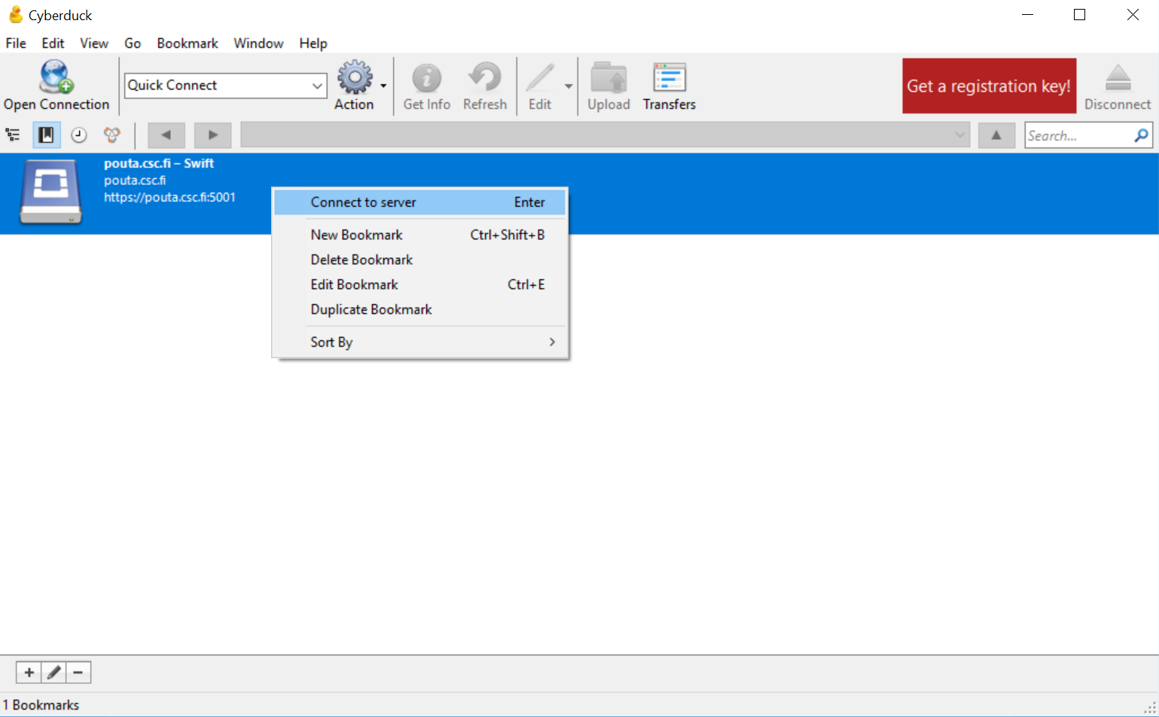 Cyberduck
File Edit View Go Bookmark Window Help
Open Connection
Quick Connect
Action
Get Info
Refresh
Edit
Upload
Transfers
Get a registration key!
Disconnect
Search...
pouta.csc.fi – Swift
pouta.csc.fi
https://pouta.csc.fi:5001
Connect to server Enter
New Bookmark Ctrl+Shift+B
Delete Bookmark
Edit Bookmark Ctrl+E
Duplicate Bookmark
Sort By
1 Bookmarks